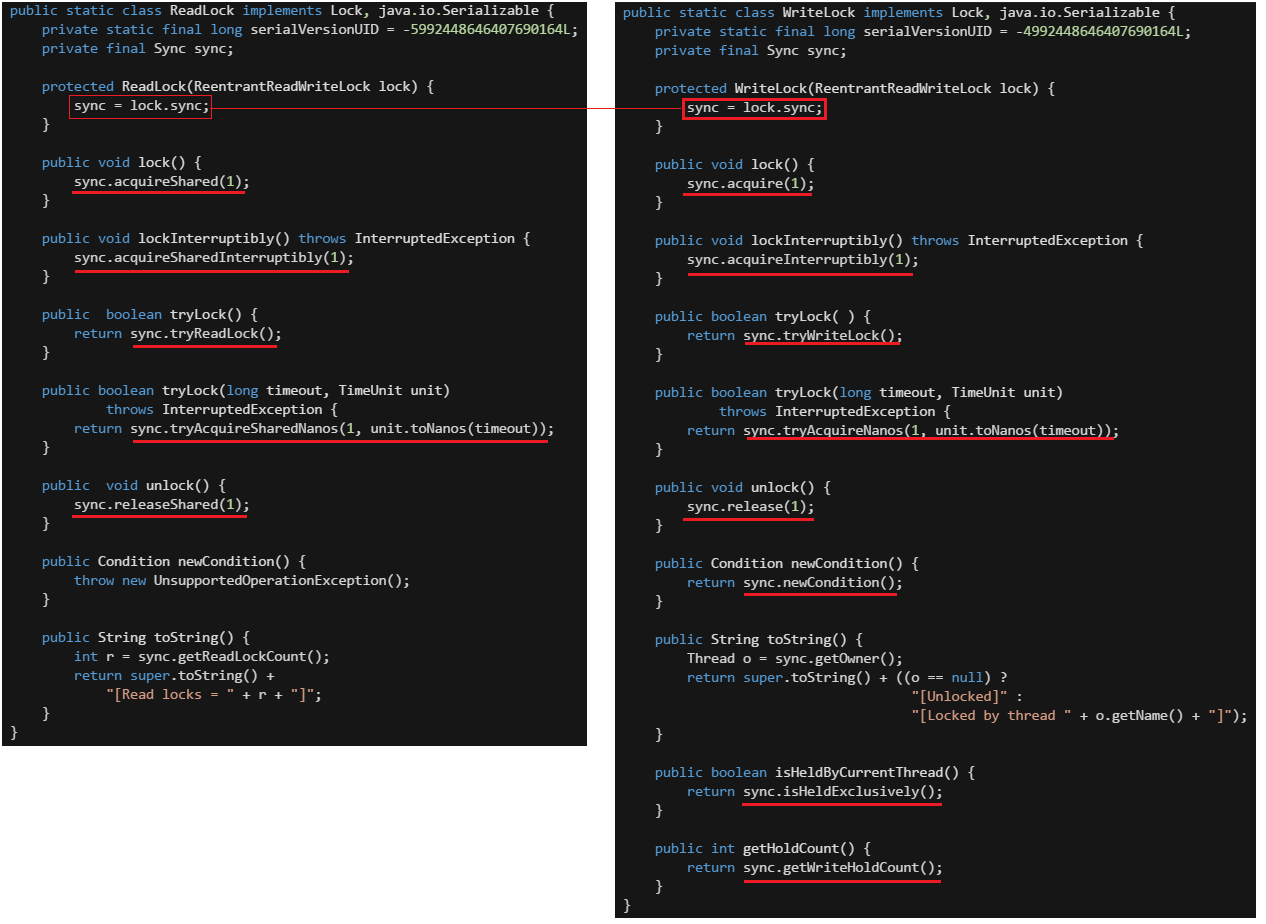 public static class ReadLock implements Lock, java.io.Serializable {
    private static final long serialVersionUID = -5992448646407690164L;
    private final Sync sync;

    protected ReadLock(ReentrantReadWriteLock lock) {
        sync = lock.sync;
    }

    public void lock() {
        sync.acquireShared(1);
    }

    public void lockInterruptibly() throws InterruptedException {
        sync.acquireSharedInterruptibly(1);
    }

    public  boolean tryLock() {
        return sync.tryReadLock();
    }

    public boolean tryLock(long timeout, TimeUnit unit)
            throws InterruptedException {
        return sync.tryAcquireSharedNanos(1, unit.toNanos(timeout));
    }

    public  void unlock() {
        sync.releaseShared(1);
    }

    public Condition newCondition() {
        throw new UnsupportedOperationException();
    }

    public String toString() {
        int r = sync.getReadLockCount();
        return super.toString() +
            "[Read locks = " + r + "]";
    }
}
public static class WriteLock implements Lock, java.io.Serializable {
    private static final long serialVersionUID = -4992448646407690164L;
    private final Sync sync;

    protected WriteLock(ReentrantReadWriteLock lock) {
        sync = lock.sync;
    }

    public void lock() {
        sync.acquire(1);
    }

    public void lockInterruptibly() throws InterruptedException {
        sync.acquireInterruptibly(1);
    }

    public boolean tryLock( ) {
        return sync.tryWriteLock();
    }

    public boolean tryLock(long timeout, TimeUnit unit)
            throws InterruptedException {
        return sync.tryAcquireNanos(1, unit.toNanos(timeout));
    }

    public void unlock() {
        sync.release(1);
    }

    public Condition newCondition() {
        return sync.newCondition();
    }

    public String toString() {
        Thread o = sync.getOwner();
        return super.toString() + ((o == null) ?
                                    "[Unlocked]" :
                                    "[Locked by thread " + o.getName() + "]");
    }

    public boolean isHeldByCurrentThread() {
        return sync.isHeldExclusively();
    }

    public int getHoldCount() {
        return sync.getWriteHoldCount();
    }
}